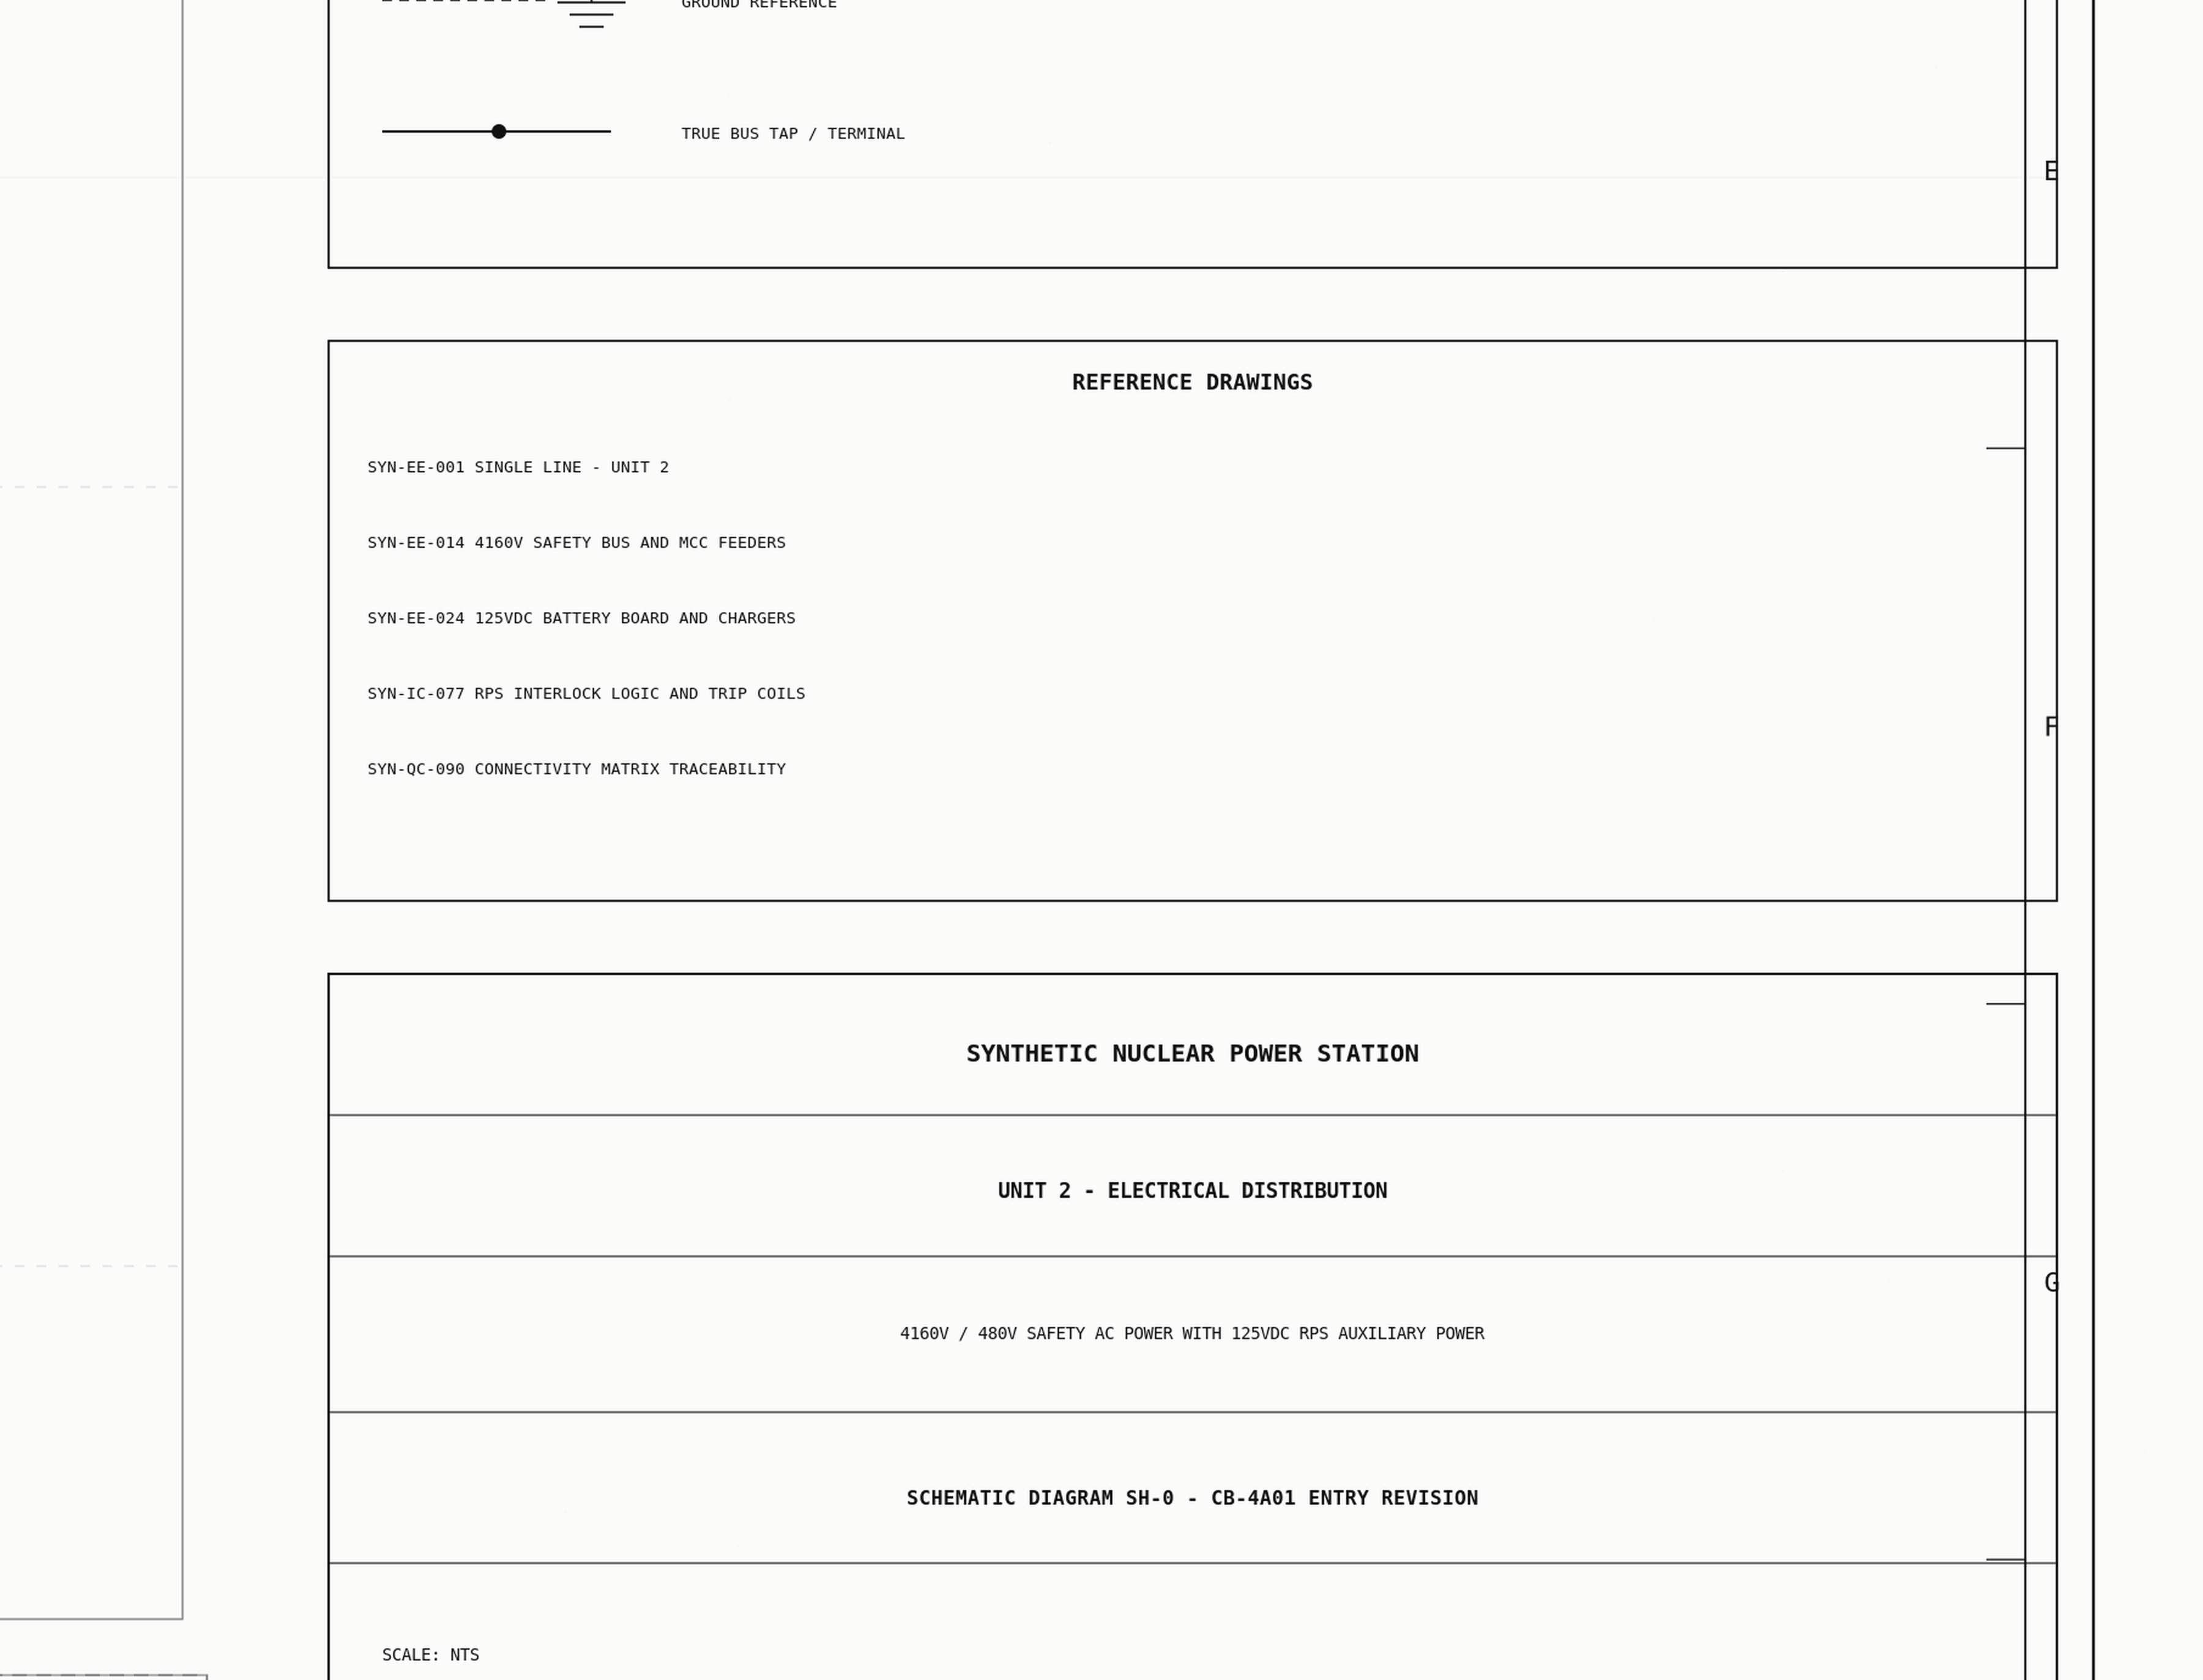 GROUND REFERENCE
TRUE BUS TAP / TERMINAL
E
REFERENCE DRAWINGS
SYN-EE-001 SINGLE LINE - UNIT 2
SYN-EE-014 4160V SAFETY BUS AND MCC FEEDERS
SYN-EE-024 125VDC BATTERY BOARD AND CHARGERS
SYN-IC-077 RPS INTERLOCK LOGIC AND TRIP COILS
F
SYN-QC-090 CONNECTIVITY MATRIX TRACEABILITY
SYNTHETIC NUCLEAR POWER STATION
UNIT 2 - ELECTRICAL DISTRIBUTION
G
4160V / 480V SAFETY AC POWER WITH 125VDC RPS AUXILIARY POWER
SCHEMATIC DIAGRAM SH-0 - CB-4A01 ENTRY REVISION
SCALE: NTS